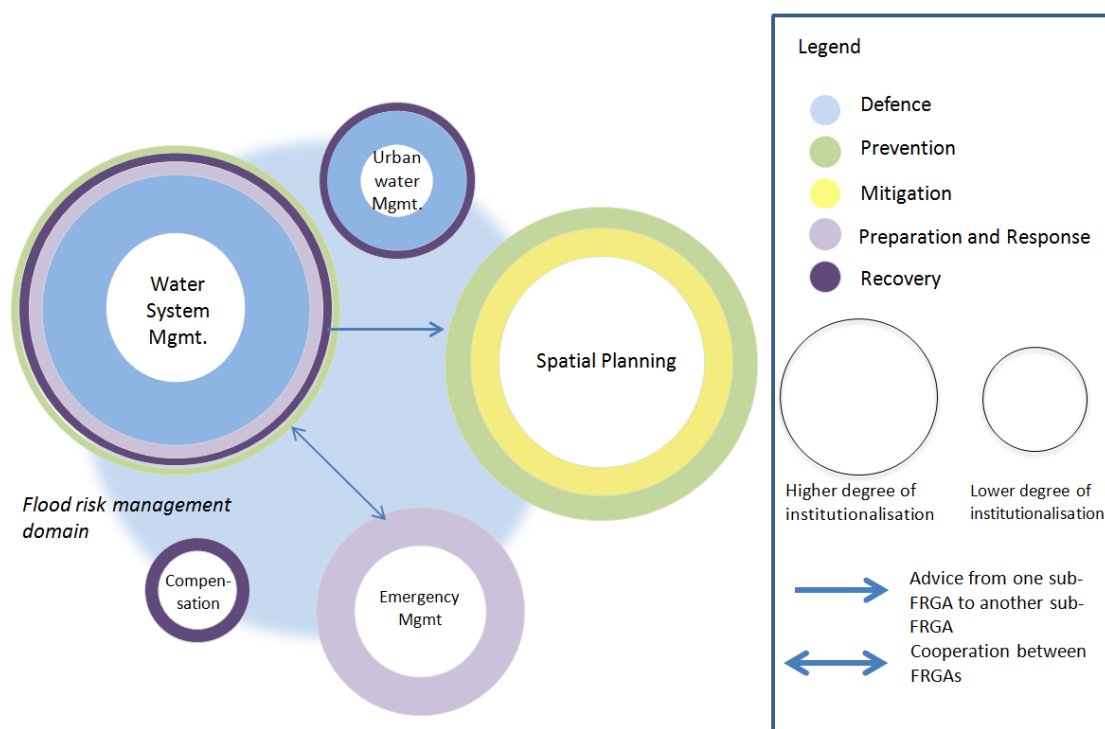 Urban
water
Mgmt.
Water
System
Mgmt.
Spatial Planning
Flood risk management
domain
Compen-
sation
Emergency
Mgmt
Legend
Defence
Prevention
Mitigation
Preparation and Response
Recovery
Higher degree of
institutionalisation
Lower degree of
institutionalisation
Advice from one sub-
FRGA to another sub-
FRGA
Cooperation between
FRGAs